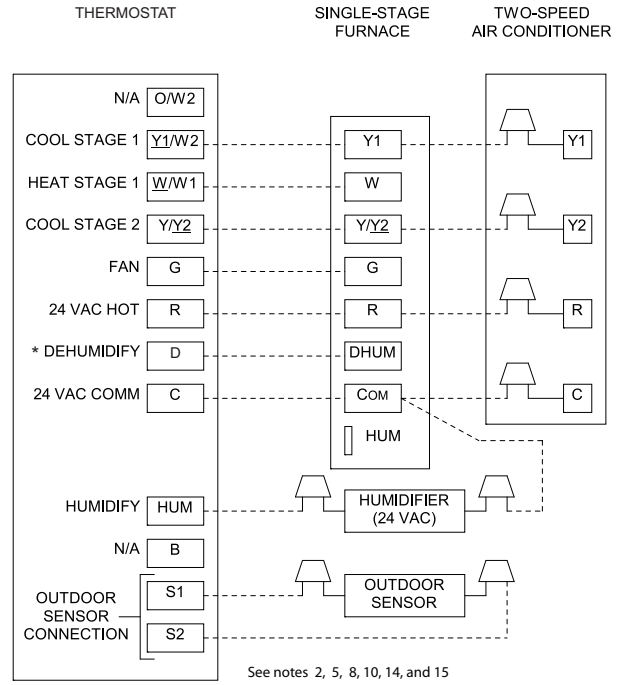 THERMOSTAT
SINGLE-STAGE
FURNACE
TWO-SPEED
AIR CONDITIONER
N/A O/W2
COOL STAGE 1 Y1/W2 Y1 Y1
HEAT STAGE 1 W/W1 W
COOL STAGE 2 Y/Y2 Y/Y2 Y2
FAN G G
24 VAC HOT R R R
* DEHUMIDIFY D DHUM
24 VAC COMM C COM C
HUM
HUMIDIFY HUM
HUMIDIFIER
(24 VAC)
N/A B
OUTDOOR
SENSOR
CONNECTION
S1
S2
OUTDOOR
SENSOR
See notes 2, 5, 8, 10, 14, and 15